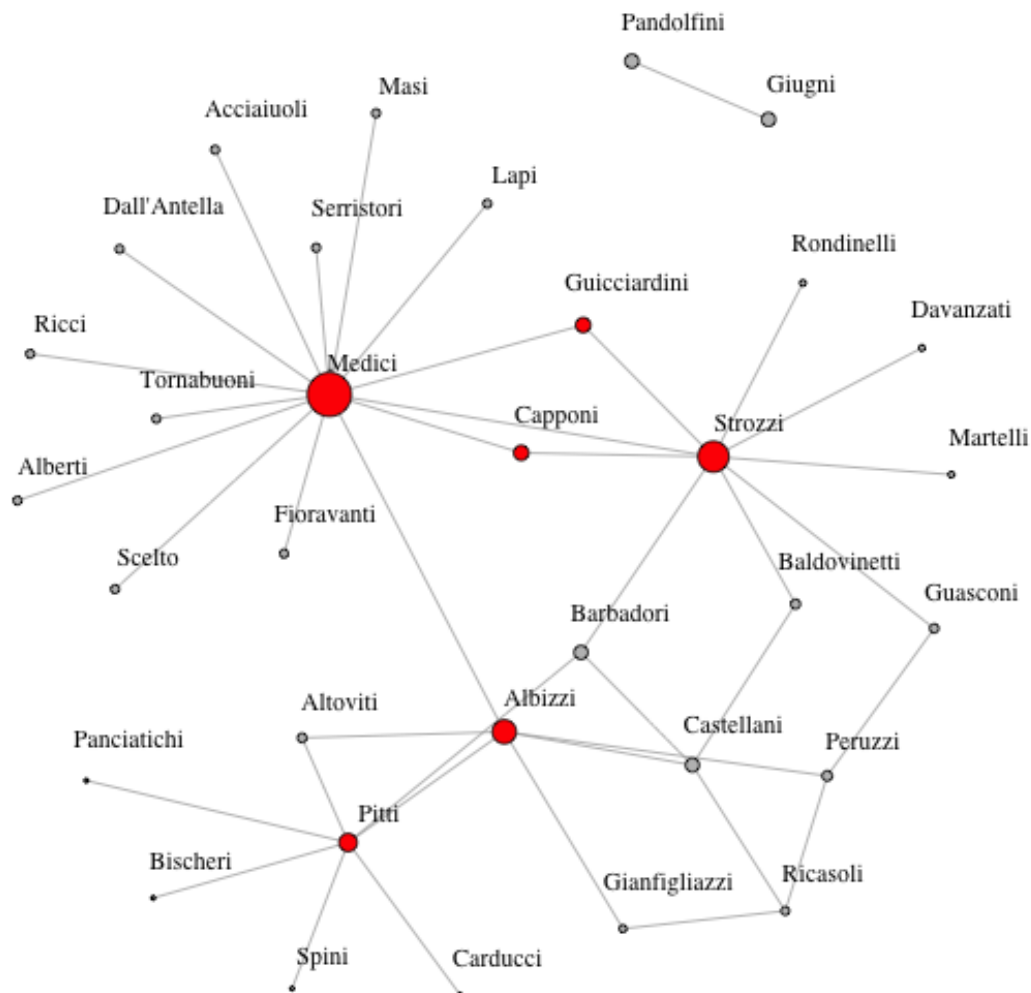 Pandolfini
Giugni
Masi
Acciaiuoli
Lapi
Dall'Antella
Serristori
Rondinelli
Guicciardini
Davanzati
Ricci
Medici
Tornabuoni
Capponi
Strozzi
Martelli
Alberti
Fioravanti
Scelto
Baldovinetti
Guasconi
Barbadori
Altoviti
Albizzi
Castellani
Peruzzi
Panciatichi
Pitti
Bischeri
Gianfigliazzi
Ricasoli
Spini
Carducci